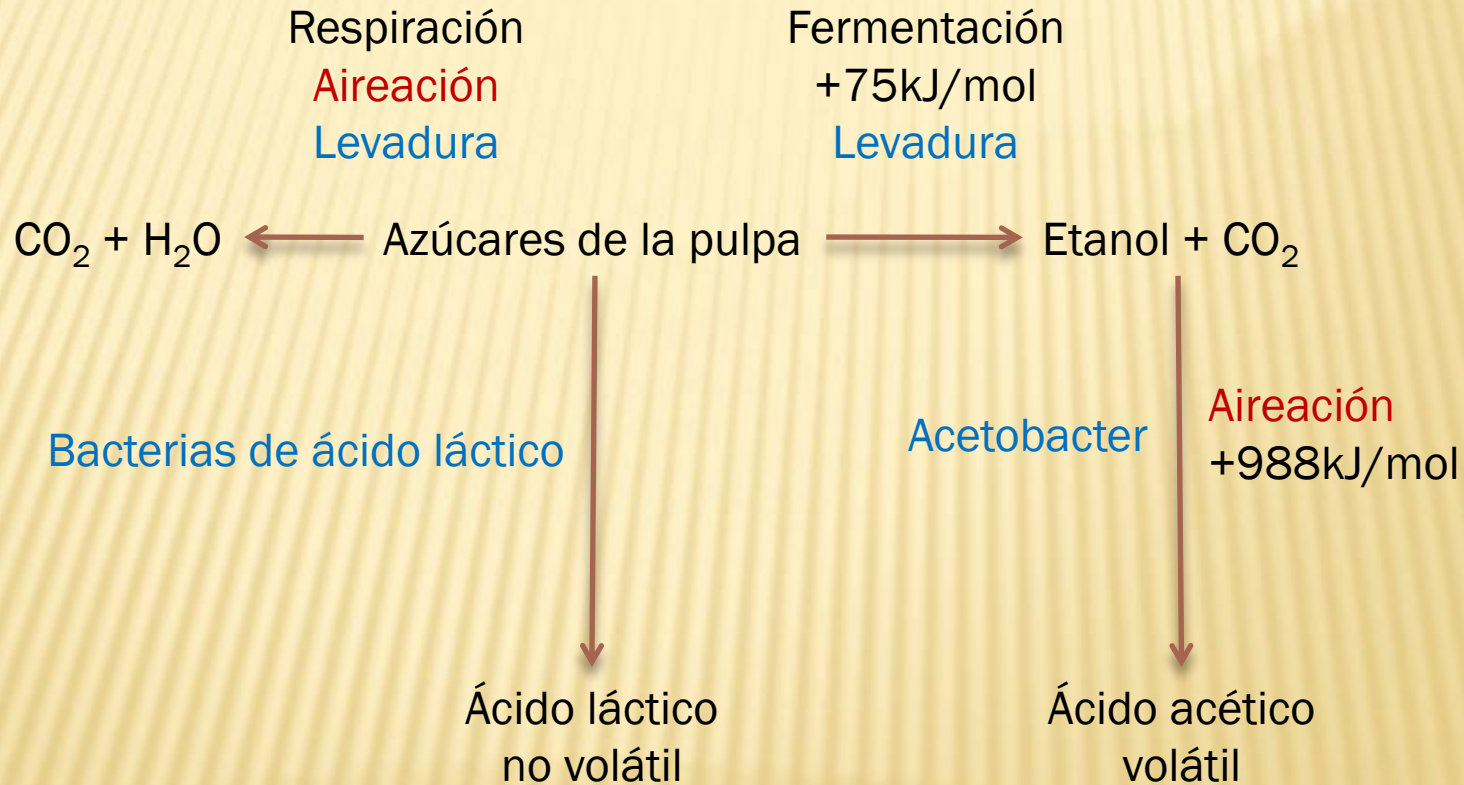 Respiración
Aireación
Levadura
Fermentación
+75kJ/mol
Levadura
CO₂ + H₂O
Azúcares de la pulpa
Etanol + CO₂
Bacterias de ácido láctico
Acetobacter
Aireación
+988kJ/mol
Ácido láctico
no volátil
Ácido acético
volátil